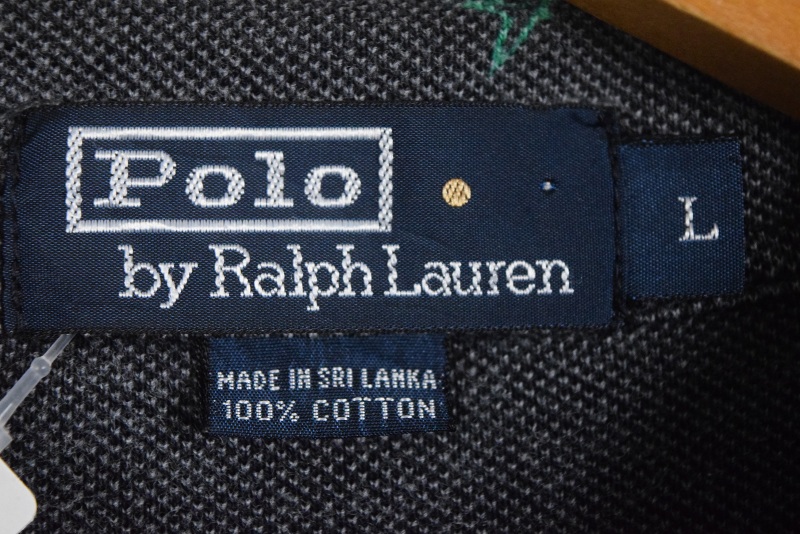 Polo
by Ralph Lauren
L
MADE IN SRI LANKA
100% COTTON